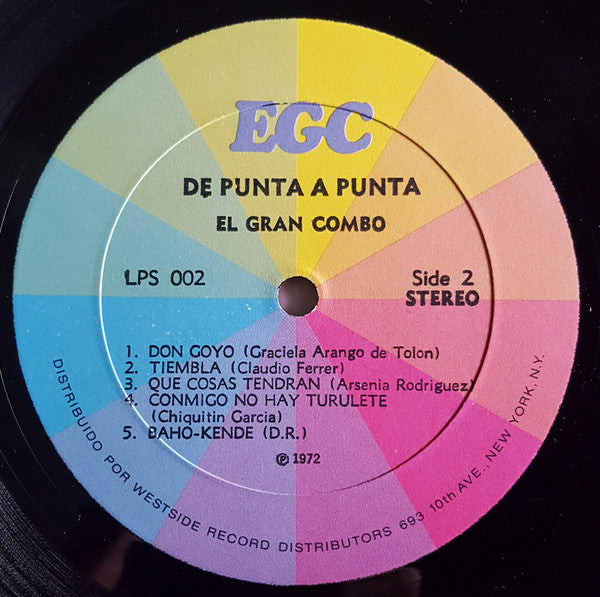 EGC
DE PUNTA A PUNTA
EL GRAN COMBO
LPS 002
Side 2
STEREO
1. DON GOYO (Graciela Arango de Tolon)
2. TIEMBLA (Claudio Ferrer)
3. QUE COSAS TENDRAN (Arsenia Rodriguez)
4. CONMIGO NO HAY TURULETE
(Chiquitin Garcia)
5. BAHO-KENDE (D.R.)
℗ 1972
DISTRIBUIDO POR WESTSIDE RECORD DISTRIBUTORS 693 10th AVE., NEW YORK, N.Y.